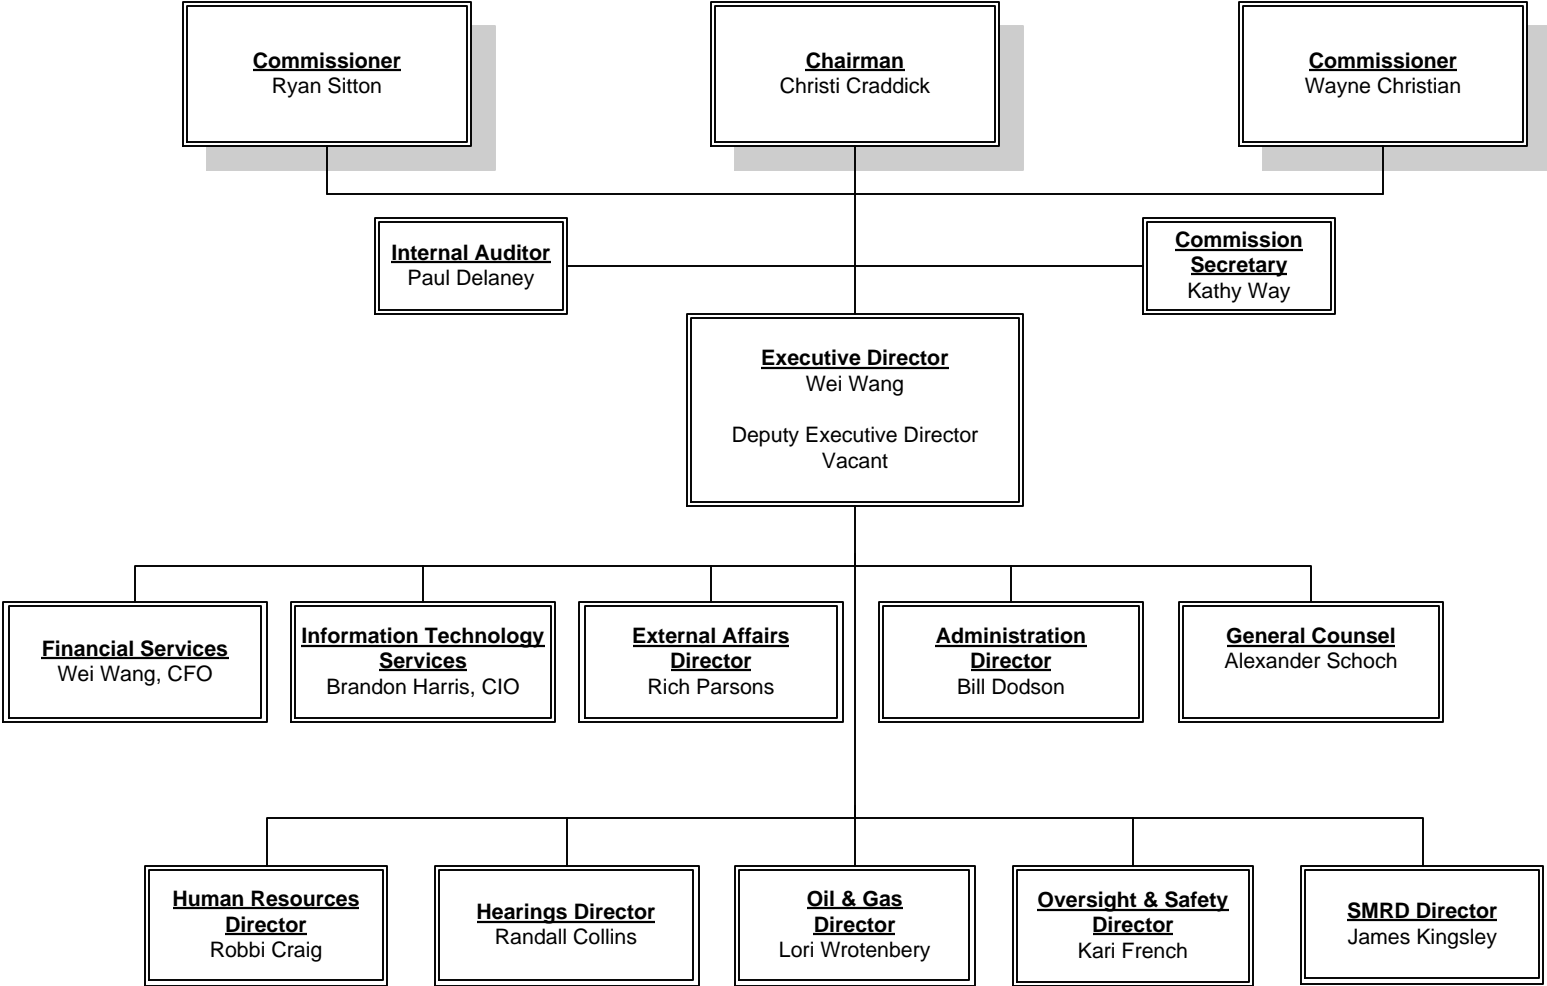 Commissioner
Ryan Sitton
Chairman
Christi Craddick
Commissioner
Wayne Christian
Internal Auditor
Paul Delaney
Commission
Secretary
Kathy Way
Executive Director
Wei Wang
Deputy Executive Director
Vacant
Financial Services
Wei Wang, CFO
Information Technology
Services
Brandon Harris, CIO
External Affairs
Director
Rich Parsons
Administration
Director
Bill Dodson
General Counsel
Alexander Schoch
Human Resources
Director
Robbi Craig
Hearings Director
Randall Collins
Oil & Gas
Director
Lori Wrotenbery
Oversight & Safety
Director
Kari French
SMRD Director
James Kingsley